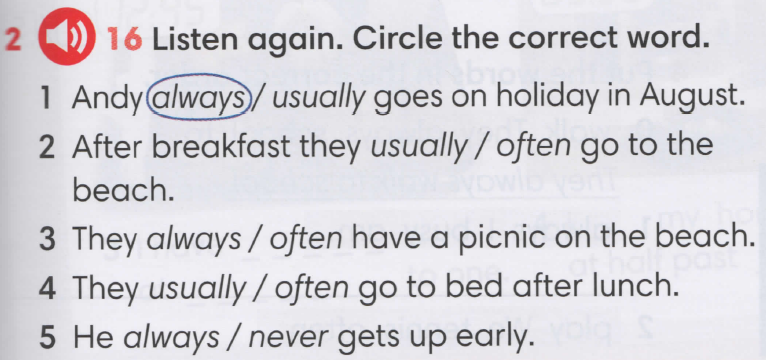 2 16 Listen again. Circle the correct word.
1 Andy always / usually goes on holiday in August.
2 After breakfast they usually / often go to the
beach.
3 They always / often have a picnic on the beach.
4 They usually / often go to bed after lunch.
5 He always / never gets up early.